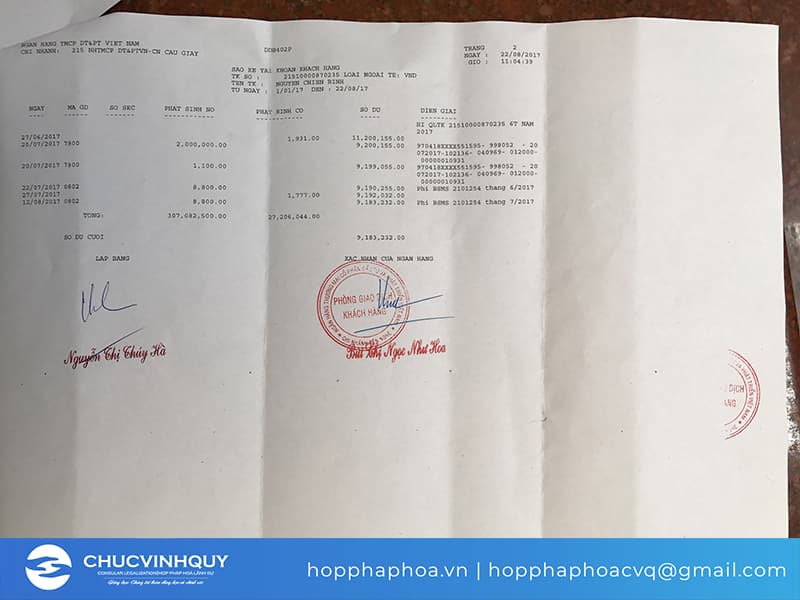 NGAN HANG TMCP DT&PT VIET NAM DDB402P TRANG 2
CHI NHANH: 215 NHTMCP DT&PTVN-CN CAU GIAY NGAY : 22/08/2017
GIO : 11:04:39
SAO KE TAI KHOAN KHACH HANG
TK SO : 21510000870235 LOAI NGOAI TE: VND
TEN TK : NGUYEN CHIEN BINH
TU NGAY : 1/01/17 DEN : 22/08/17
NGAY MA GD SO SEC PHAT SINH NO PHAT SINH CO SO DU DIEN GIAI
HI QLTK 21510000870235 6T NAM
2017
27/06/2017 1,931.00 11,200,155.00
20/07/2017 7800 2,000,000.00 9,200,155.00 970418XXXX551595- 998052 - 20
072017-102136- 040969- 012000-
00000010931
20/07/2017 7800 1,100.00 9,199,055.00 970418XXXX551595- 998052 - 20
072017-102136- 040969- 012000-
00000010931
22/07/2017 0802 8,800.00 9,190,255.00 Phi BSMS 2101254 thang 6/2017
27/07/2017 1,777.00 9,192,032.00
12/08/2017 0802 8,800.00 9,183,232.00 Phi BSMS 2101254 thang 7/2017
TONG: 307,082,500.00 27,206,044.00
SO DU CUOI 9,183,232.00
LAP BANG XAC NHAN CUA NGAN HANG
PHÒNG GIAO DỊCH
KHÁCH HÀNG
Nguyễn Thị Thúy Hà Bùi Thị Ngọc Như Hoa
CHUCVINHQUY
CONSULAR LEGALIZATION HỢP PHÁP HOÁ LÃNH SỰ
hopphaphoa.vn | hopphaphoacvq@gmail.com